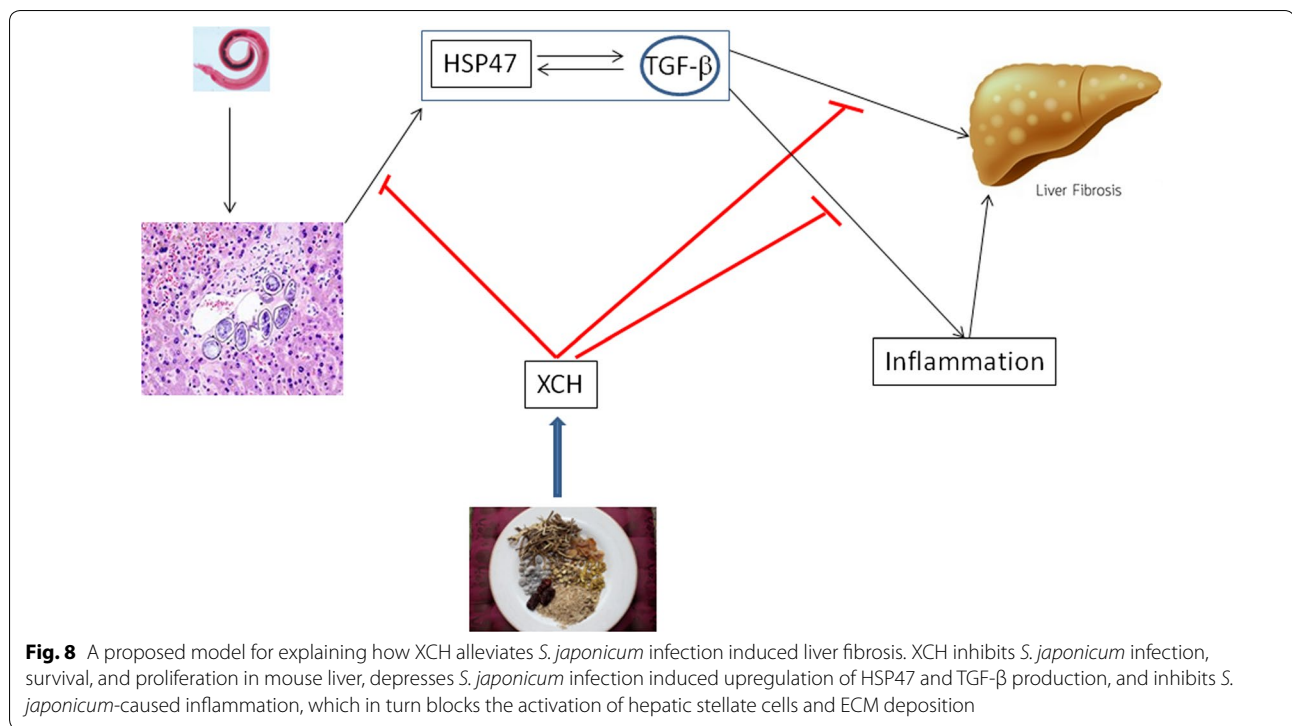 HSP47
TGF-β
Liver Fibrosis
Inflammation
XCH
Fig. 8 A proposed model for explaining how XCH alleviates S. japonicum infection induced liver fibrosis. XCH inhibits S. japonicum infection,
survival, and proliferation in mouse liver, depresses S. japonicum infection induced upregulation of HSP47 and TGF-β production, and inhibits S.
japonicum-caused inflammation, which in turn blocks the activation of hepatic stellate cells and ECM deposition